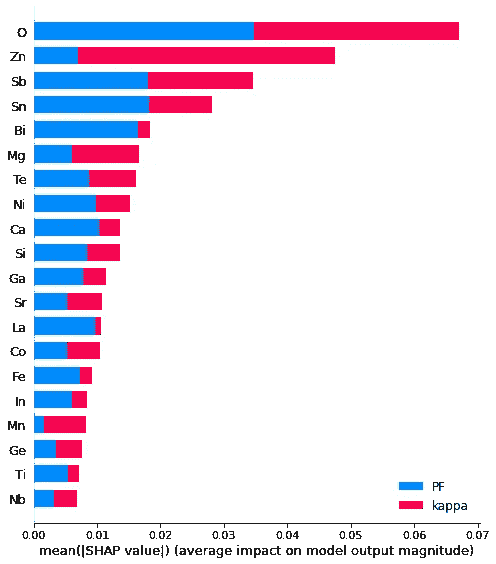 O
Zn
Sb
Sn
Bi
Mg
Te
Ni
Ca
Si
Ga
Sr
La
Co
Fe
In
Mn
Ge
Ti
Nb
PF
kappa
0.00 0.01 0.02 0.03 0.04 0.05 0.06 0.07
mean(|SHAP value|) (average impact on model output magnitude)